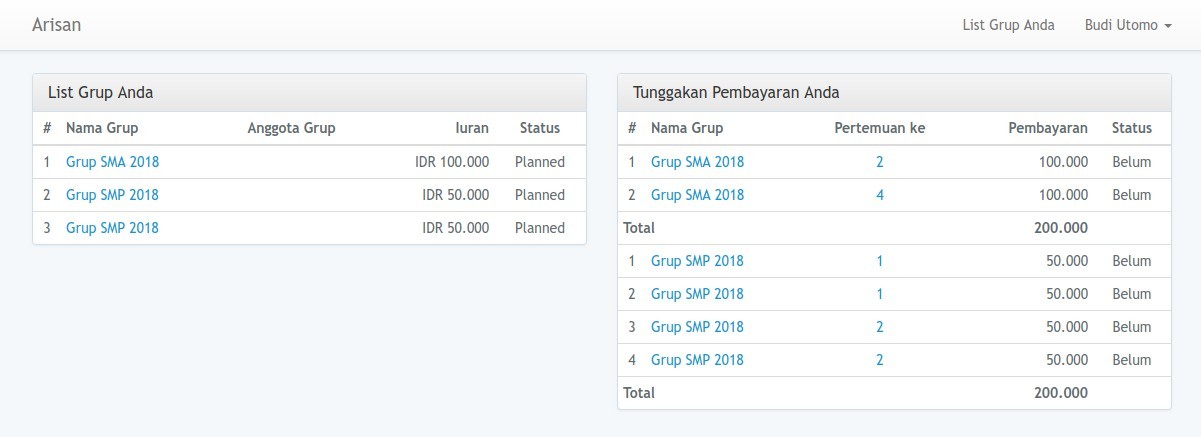 Arisan List Grup Anda Budi Utomo
List Grup Anda
# Nama Grup Anggota Grup Iuran Status
1 Grup SMA 2018 IDR 100.000 Planned
2 Grup SMP 2018 IDR 50.000 Planned
3 Grup SMP 2018 IDR 50.000 Planned
Tunggakan Pembayaran Anda
# Nama Grup Pertemuan ke Pembayaran Status
1 Grup SMA 2018 2 100.000 Belum
2 Grup SMA 2018 4 100.000 Belum
Total 200.000
1 Grup SMP 2018 1 50.000 Belum
2 Grup SMP 2018 1 50.000 Belum
3 Grup SMP 2018 2 50.000 Belum
4 Grup SMP 2018 2 50.000 Belum
Total 200.000